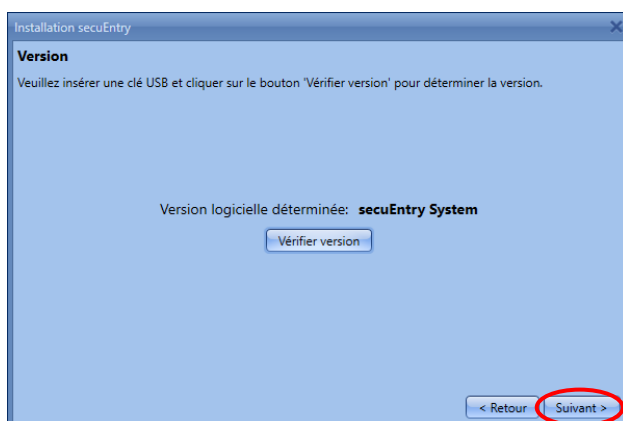 Installation secuEntry
Version
Veuillez insérer une clé USB et cliquer sur le bouton 'Vérifier version' pour déterminer la version.
Version logicielle déterminée: secuEntry System
Vérifier version
< Retour Suivant >